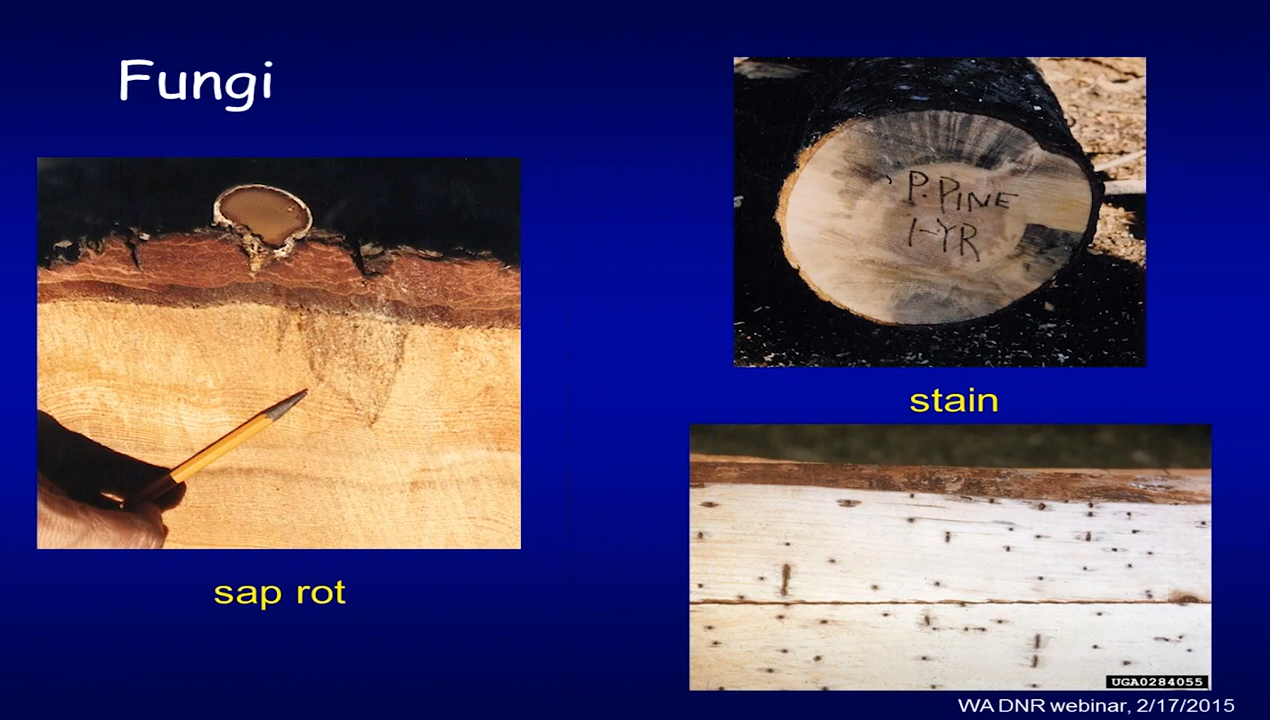 Fungi
P. PINE
1-YR
stain
sap rot
UGA0284055
WA DNR webinar, 2/17/2015